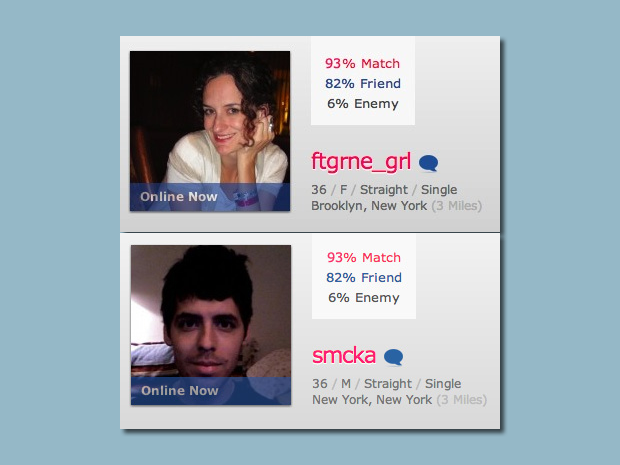 93% Match
82% Friend
6% Enemy
ftgrne_grl
Online Now
36 / F / Straight / Single
Brooklyn, New York (3 Miles)
93% Match
82% Friend
6% Enemy
smcka
Online Now
36 / M / Straight / Single
New York, New York (3 Miles)